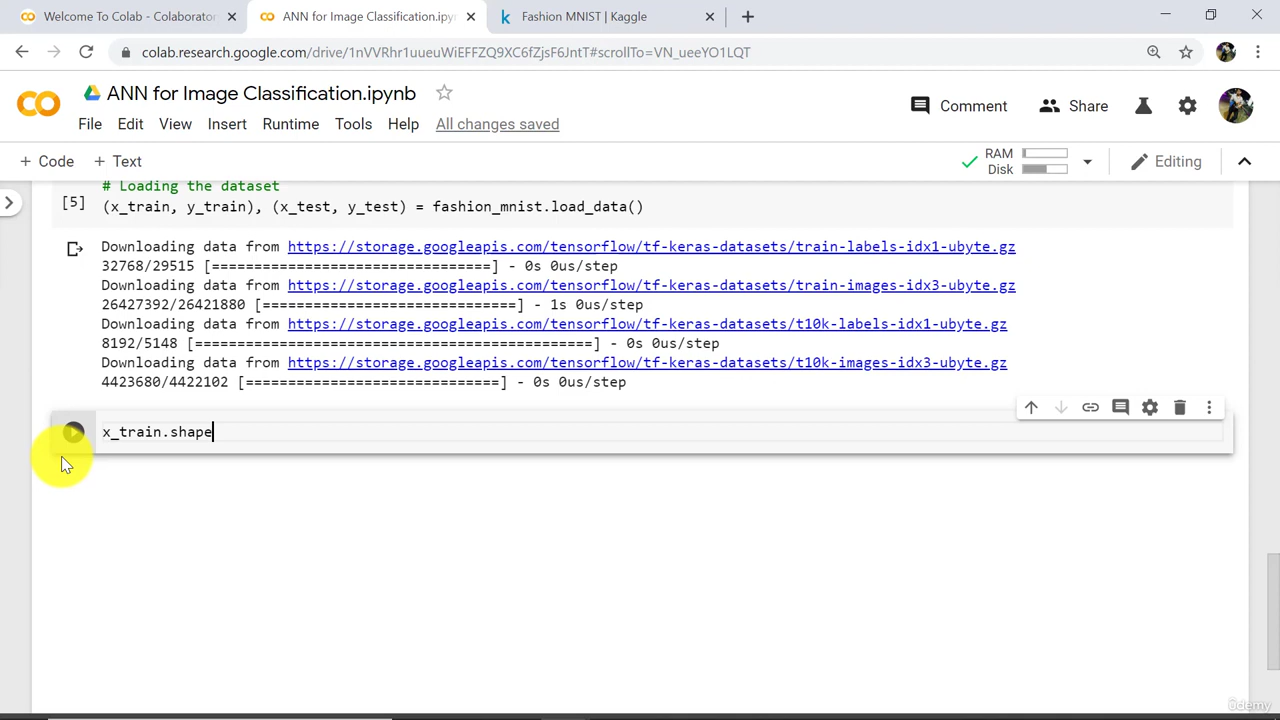 Welcome To Colab - Colaborator
ANN for Image Classification.ipyn
Fashion MNIST | Kaggle
colab.research.google.com/drive/1nVVRhr1uueuWiEFFZQ9XC6fZjsF6JntT#scrollTo=VN_ueeYO1LQT
ANN for Image Classification.ipynb
Comment
Share
File Edit View Insert Runtime Tools Help All changes saved
+ Code + Text
RAM
Disk
Editing
# Loading the dataset
[5]
(x_train, y_train), (x_test, y_test) = fashion_mnist.load_data()
Downloading data from https://storage.googleapis.com/tensorflow/tf-keras-datasets/train-labels-idx1-ubyte.gz
32768/29515 [================================] - 0s 0us/step
Downloading data from https://storage.googleapis.com/tensorflow/tf-keras-datasets/train-images-idx3-ubyte.gz
26427392/26421880 [==============================] - 1s 0us/step
Downloading data from https://storage.googleapis.com/tensorflow/tf-keras-datasets/t10k-labels-idx1-ubyte.gz
8192/5148 [===============================================] - 0s 0us/step
Downloading data from https://storage.googleapis.com/tensorflow/tf-keras-datasets/t10k-images-idx3-ubyte.gz
4423680/4422102 [==============================] - 0s 0us/step
x_train.shape
ûdemy